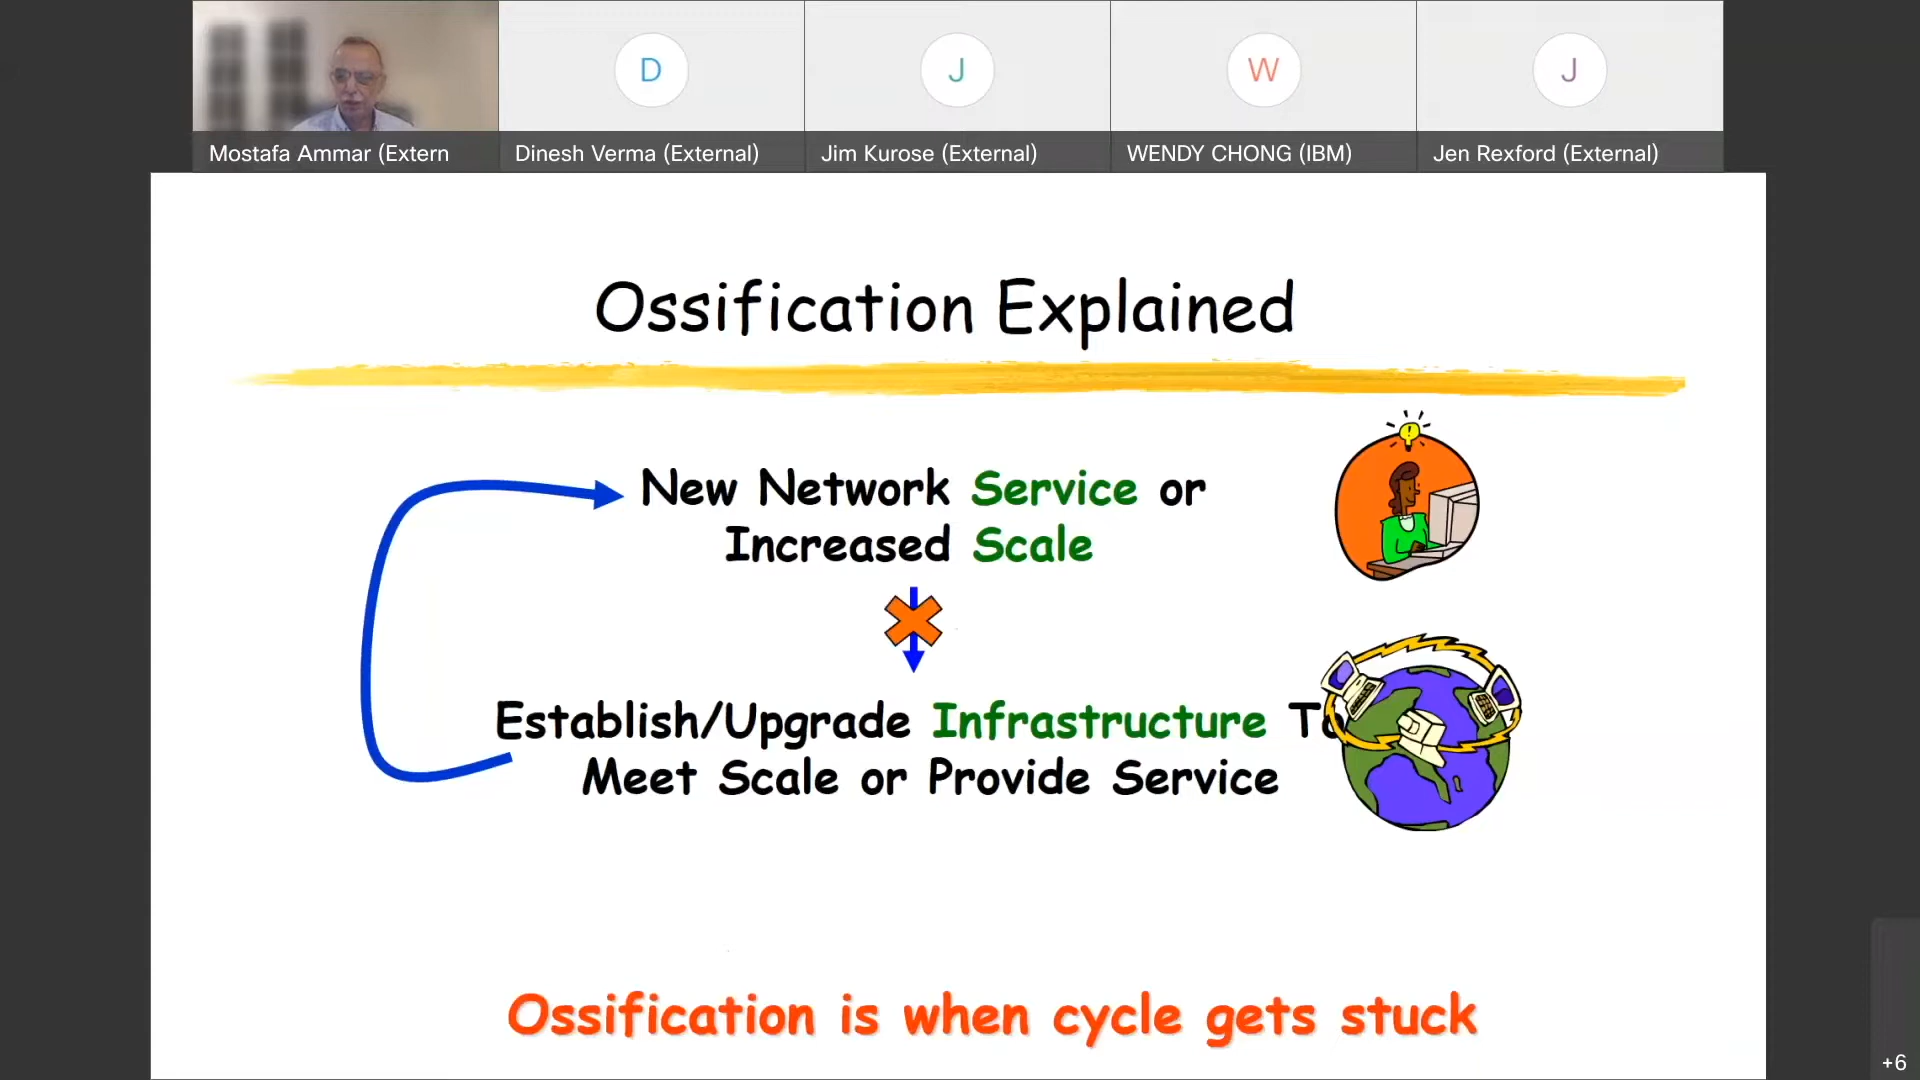 D
J
W
J
Mostafa Ammar (Extern
Dinesh Verma (External)
Jim Kurose (External)
WENDY CHONG (IBM)
Jen Rexford (External)
Ossification Explained
New Network Service or
Increased Scale
Establish/Upgrade Infrastructure To
Meet Scale or Provide Service
Ossification is when cycle gets stuck
+6